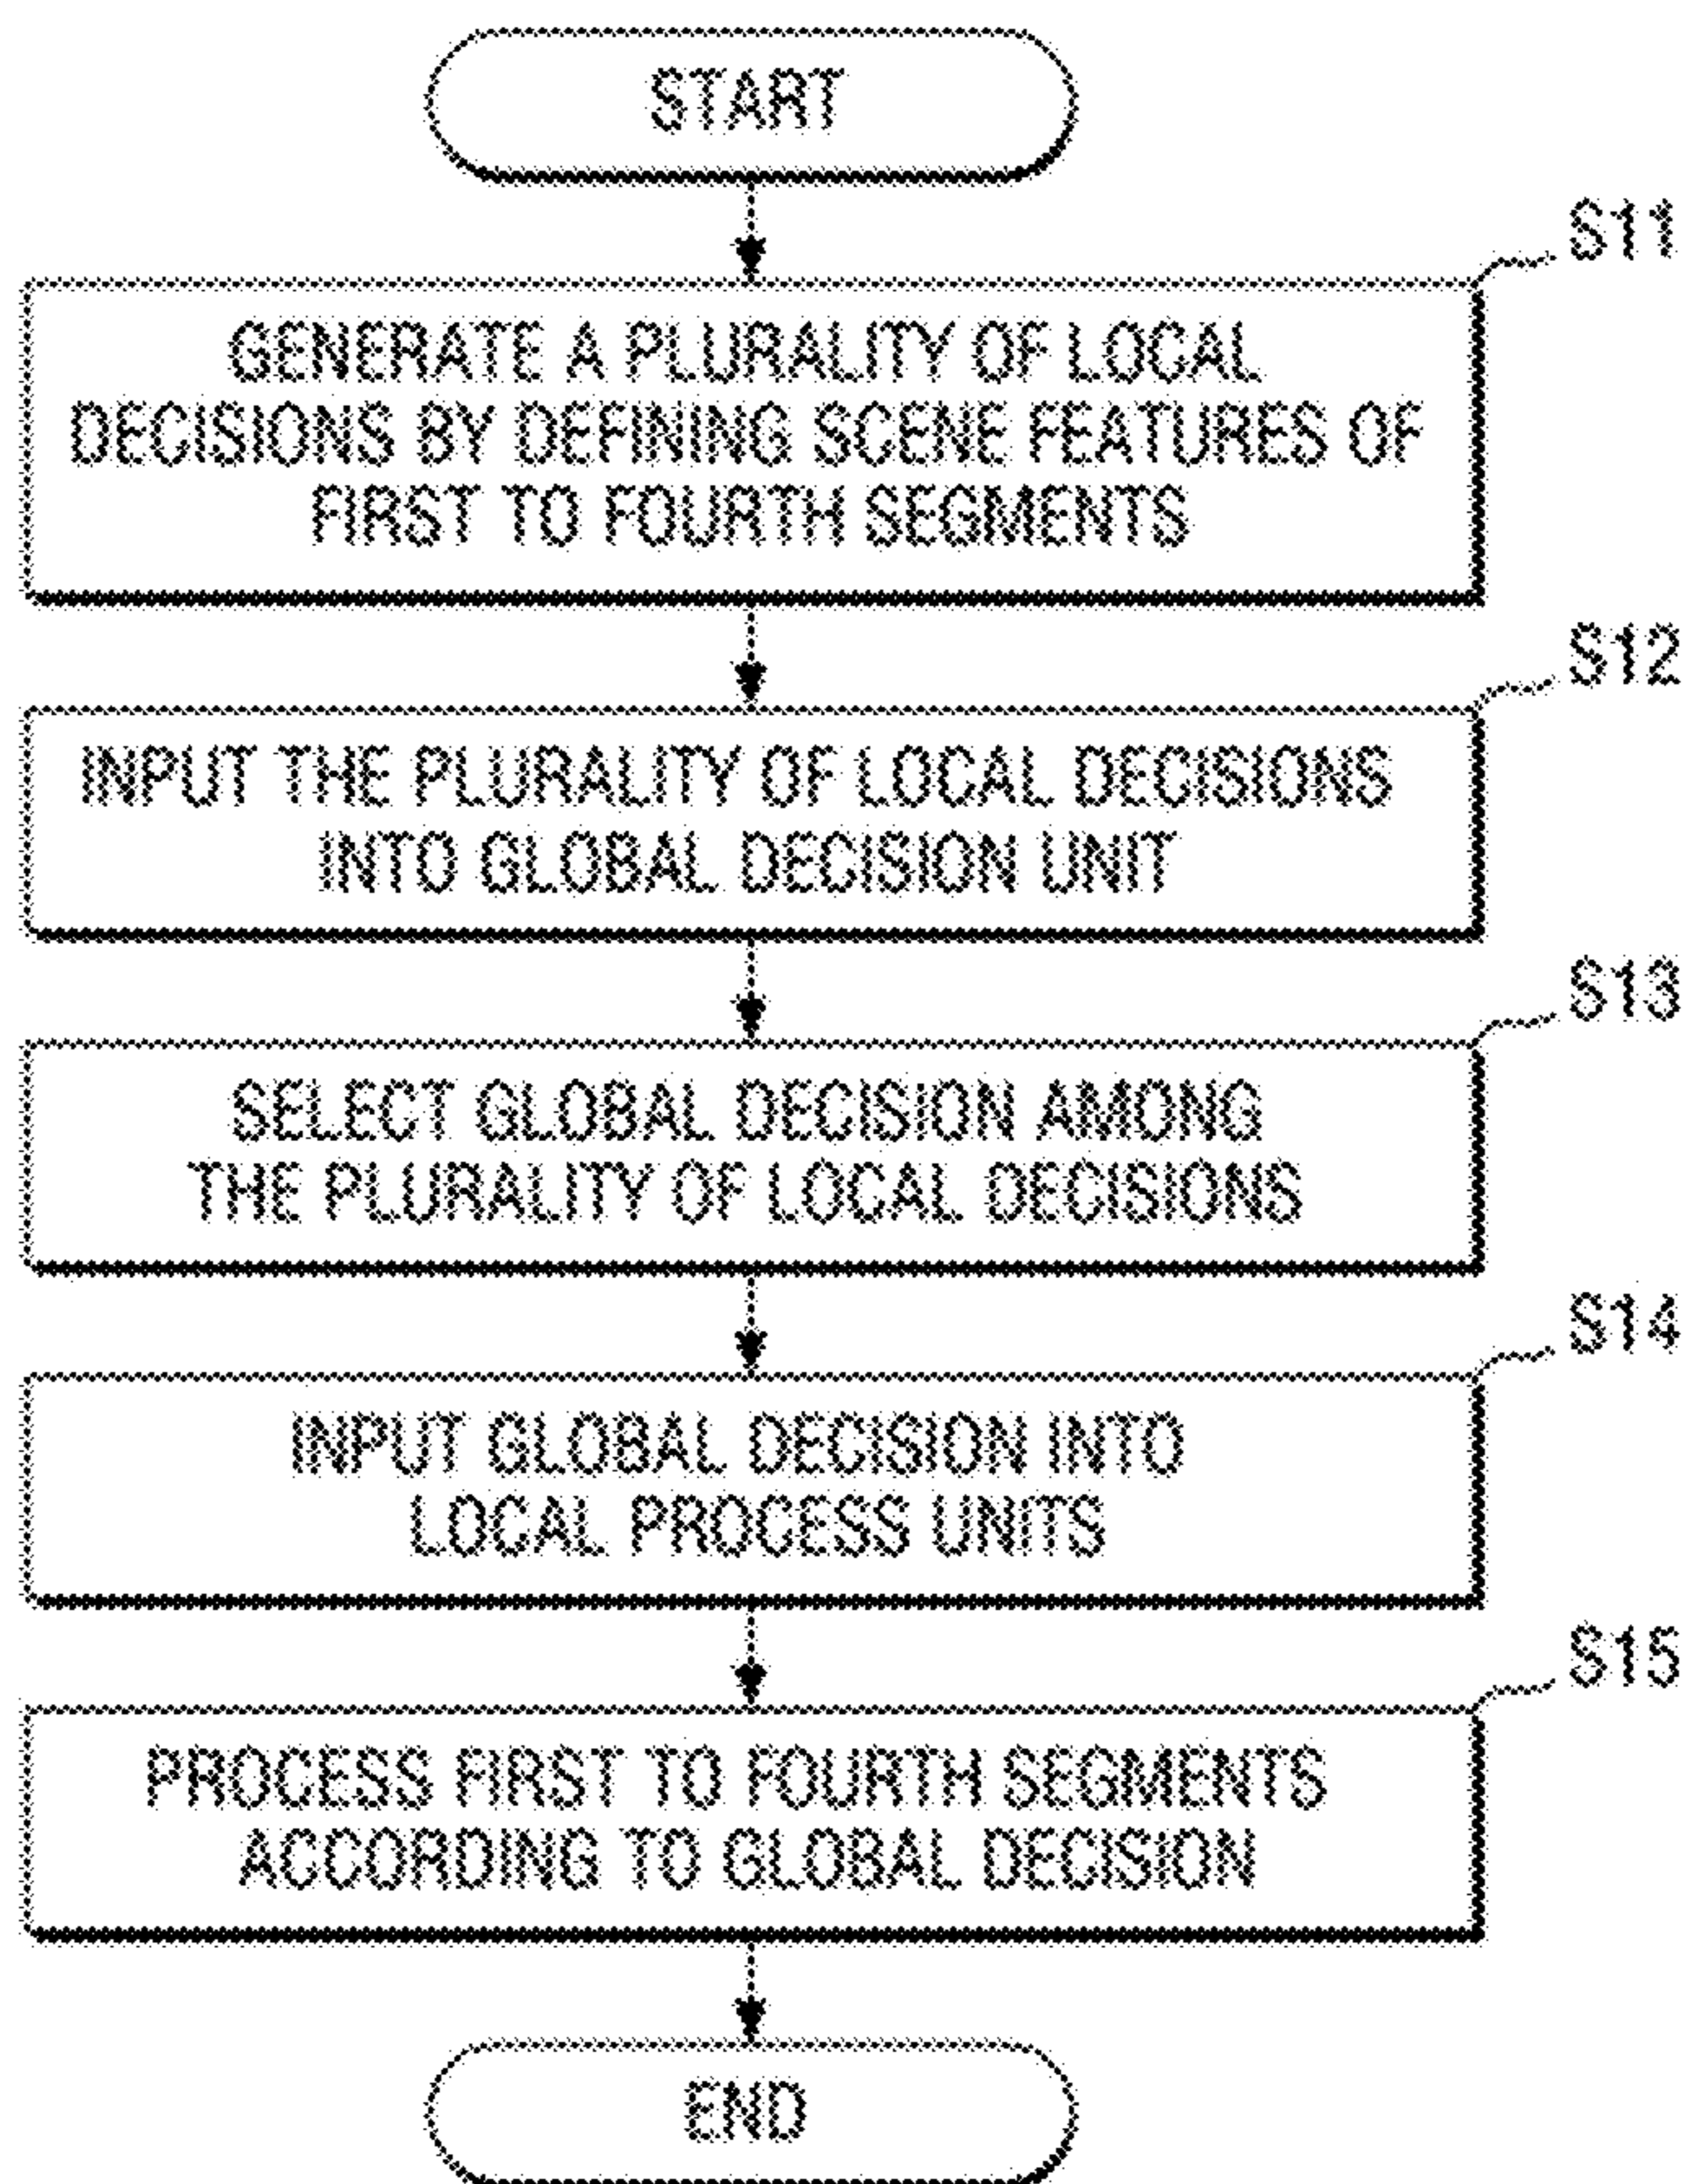 START
S11
GENERATE A PLURALITY OF LOCAL
DECISIONS BY DEFINING SCENE FEATURES OF
FIRST TO FOURTH SEGMENTS
S12
INPUT THE PLURALITY OF LOCAL DECISIONS
INTO GLOBAL DECISION UNIT
S13
SELECT GLOBAL DECISION AMONG
THE PLURALITY OF LOCAL DECISIONS
S14
INPUT GLOBAL DECISION INTO
LOCAL PROCESS UNITS
S15
PROCESS FIRST TO FOURTH SEGMENTS
ACCORDING TO GLOBAL DECISION
END